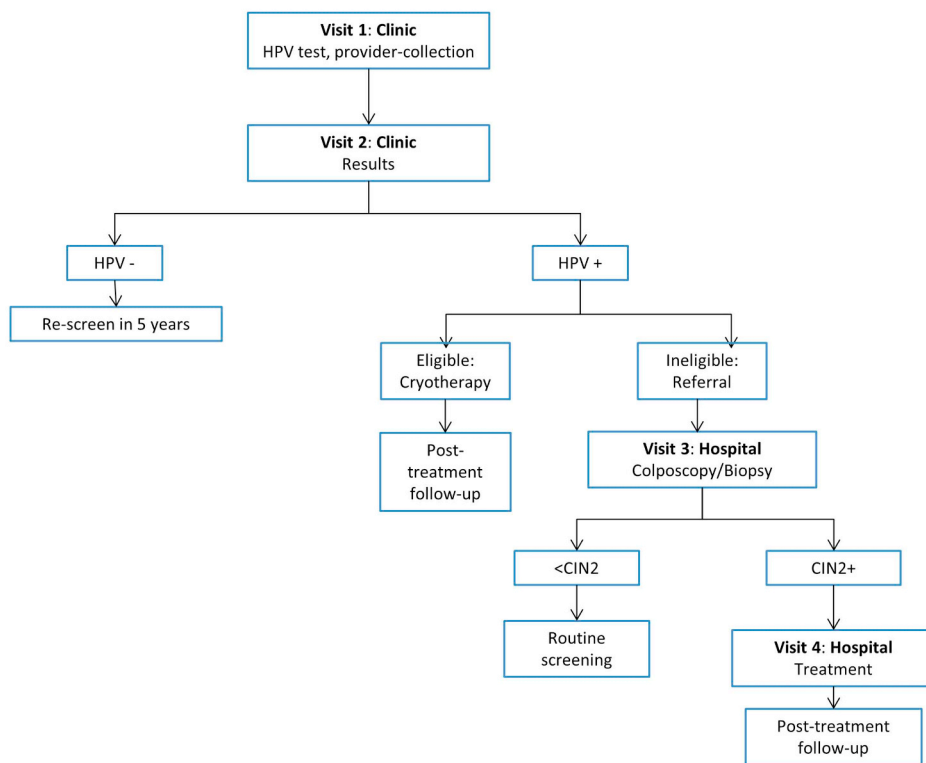 Visit 1: Clinic
HPV test, provider-collection
Visit 2: Clinic
Results
HPV -
HPV +
Re-screen in 5 years
Eligible:
Cryotherapy
Ineligible:
Referral
Post-
treatment
follow-up
Visit 3: Hospital
Colposcopy/Biopsy
<CIN2
CIN2+
Routine
screening
Visit 4: Hospital
Treatment
Post-treatment
follow-up